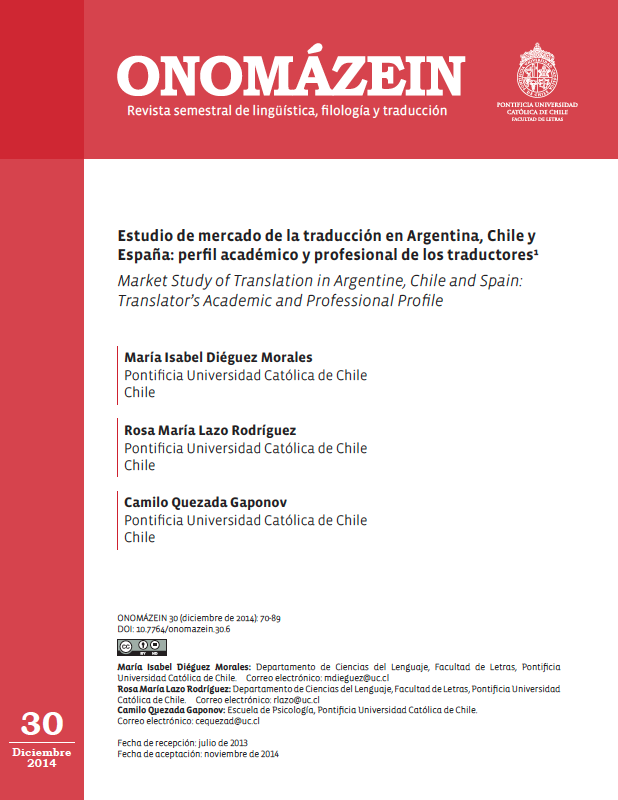 ONOMÁZEIN
Revista semestral de lingüística, filología y traducción
PONTIFICIA UNIVERSIDAD
CATÓLICA DE CHILE
FACULTAD DE LETRAS
Estudio de mercado de la traducción en Argentina, Chile y
España: perfil académico y profesional de los traductores¹
Market Study of Translation in Argentine, Chile and Spain:
Translator's Academic and Professional Profile
María Isabel Diéguez Morales
Pontificia Universidad Católica de Chile
Chile
Rosa María Lazo Rodríguez
Pontificia Universidad Católica de Chile
Chile
Camilo Quezada Gaponov
Pontificia Universidad Católica de Chile
Chile
ONOMÁZEIN 30 (diciembre de 2014): 70-89
DOI: 10.7764/onomazein.30.6
cc
BY ND
María Isabel Diéguez Morales: Departamento de Ciencias del Lenguaje, Facultad de Letras, Pontificia
Universidad Católica de Chile. Correo electrónico: mdieguez@uc.cl
Rosa María Lazo Rodríguez: Departamento de Ciencias del Lenguaje, Facultad de Letras, Pontificia Universidad
Católica de Chile. Correo electrónico: rlazo@uc.cl
Camilo Quezada Gaponov: Escuela de Psicología, Pontificia Universidad Católica de Chile.
Correo electrónico: cequezad@uc.cl
Fecha de recepción: julio de 2013
Fecha de aceptación: noviembre de 2014
30
Diciembre
2014